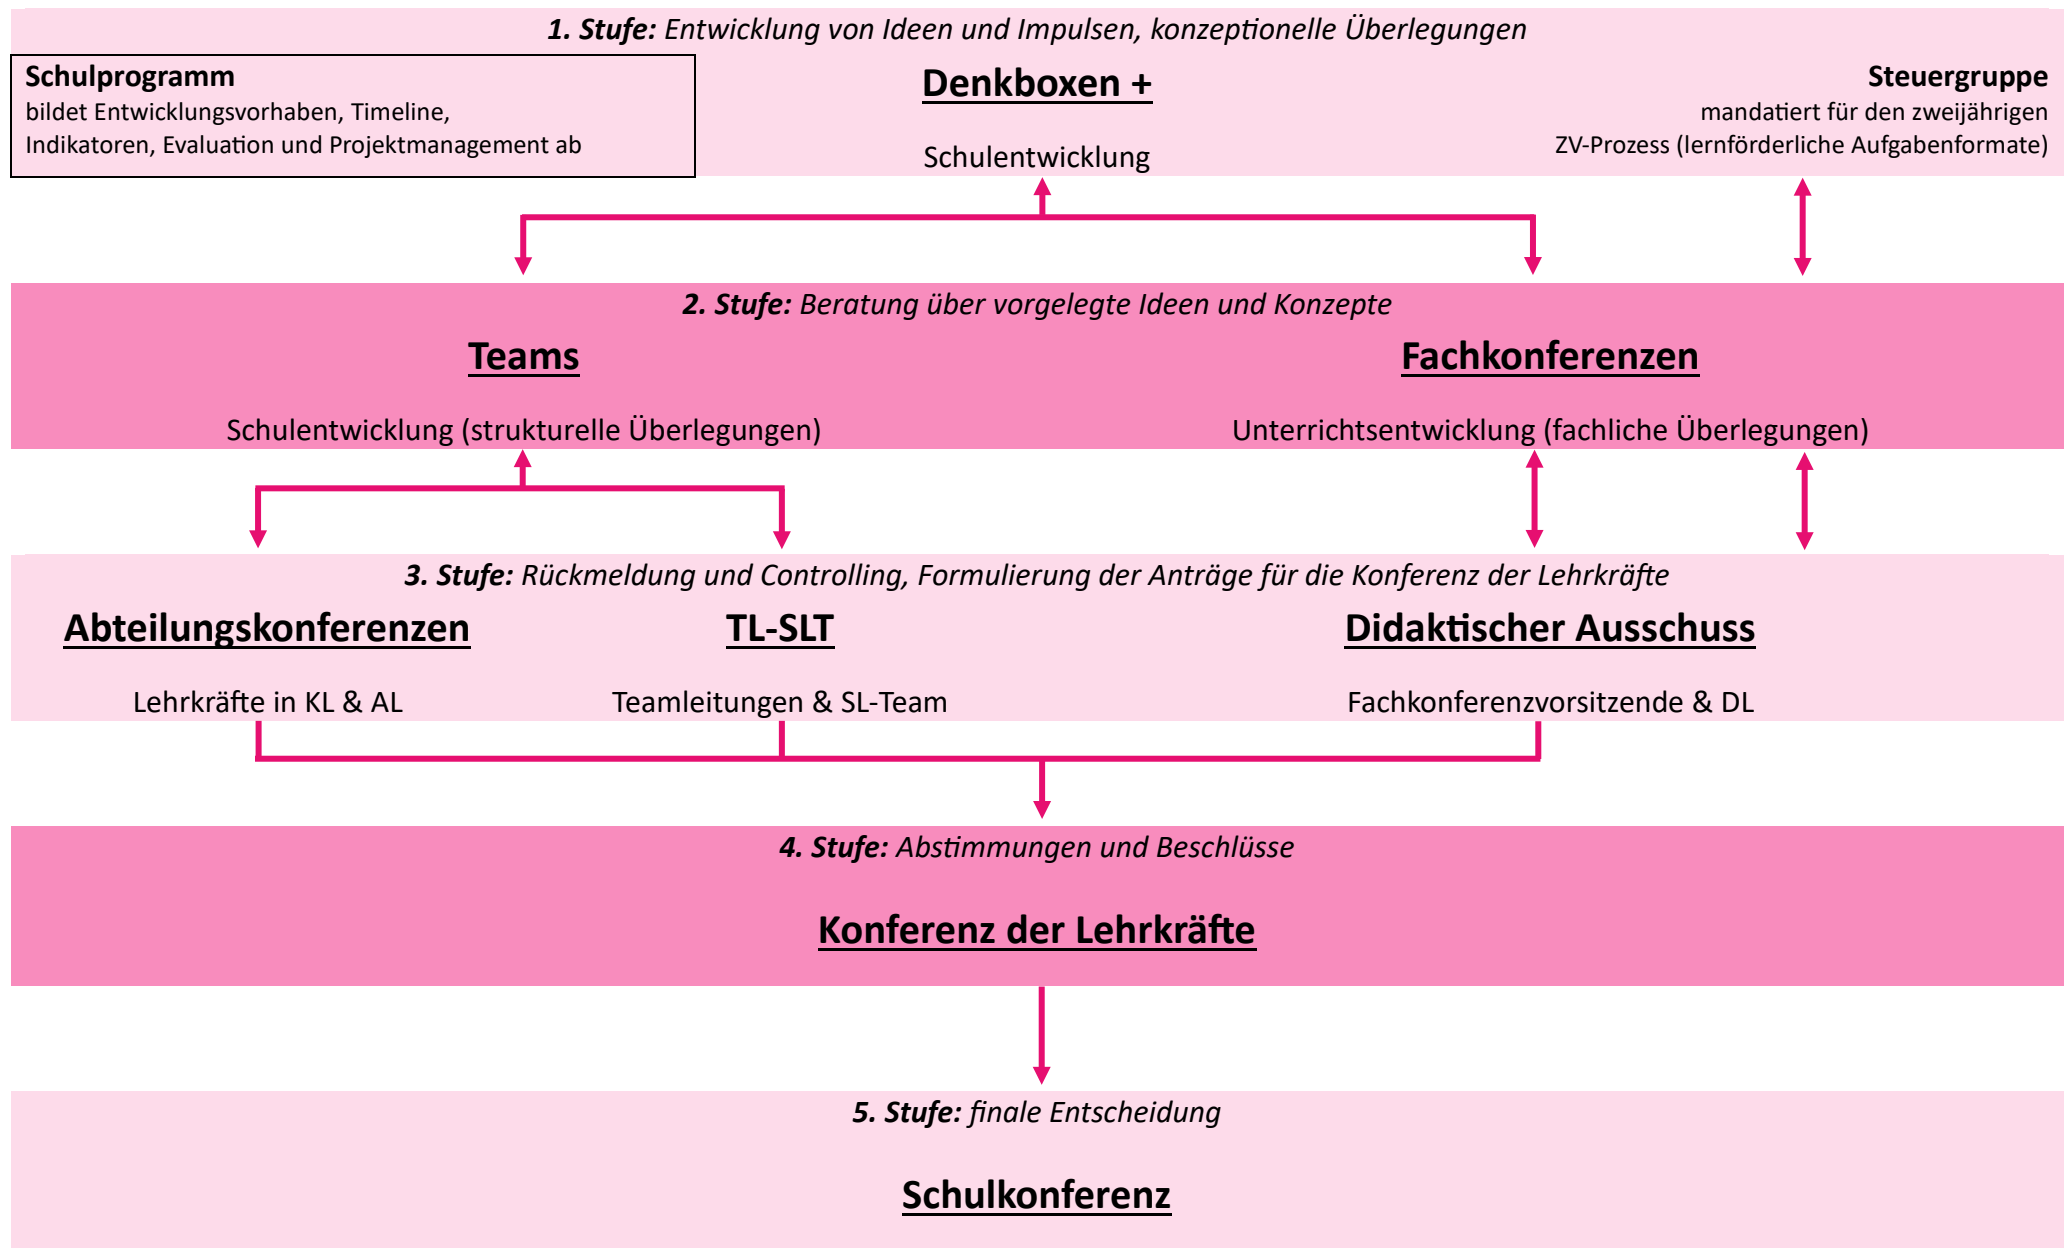 1. Stufe: Entwicklung von Ideen und Impulsen, konzeptionelle Überlegungen
Schulprogramm
bildet Entwicklungsvorhaben, Timeline,
Indikatoren, Evaluation und Projektmanagement ab
Denkboxen +
Schulentwicklung
Steuergruppe
mandatiert für den zweijährigen
ZV-Prozess (lernförderliche Aufgabenformate)
2. Stufe: Beratung über vorgelegte Ideen und Konzepte
Teams
Schulentwicklung (strukturelle Überlegungen)
Fachkonferenzen
Unterrichtsentwicklung (fachliche Überlegungen)
3. Stufe: Rückmeldung und Controlling, Formulierung der Anträge für die Konferenz der Lehrkräfte
Abteilungskonferenzen
Lehrkräfte in KL & AL
TL-SLT
Teamleitungen & SL-Team
Didaktischer Ausschuss
Fachkonferenzvorsitzende & DL
4. Stufe: Abstimmungen und Beschlüsse
Konferenz der Lehrkräfte
5. Stufe: finale Entscheidung
Schulkonferenz